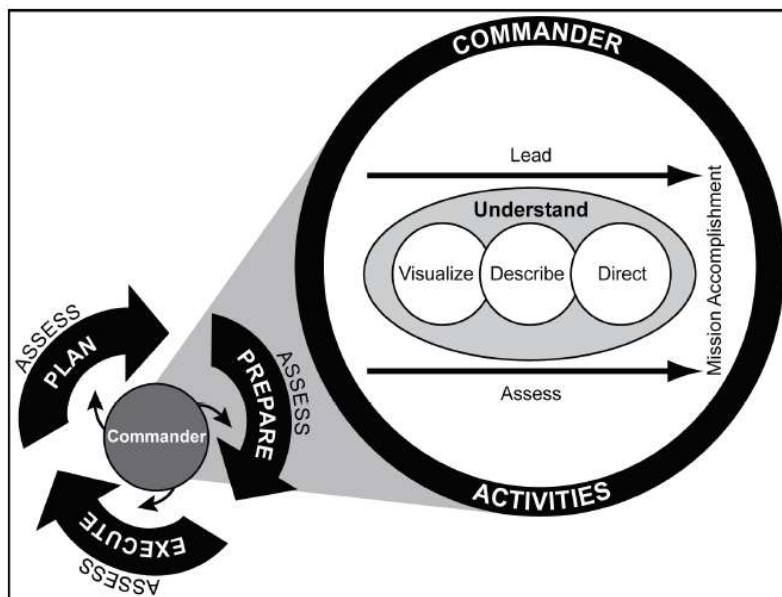 COMMANDER
Lead
Understand
Visualize
Describe
Direct
Mission Accomplishment
Assess
ACTIVITIES
ASSESS
PLAN
ASSESS
PREPARE
Commander
EXECUTE
ASSESS